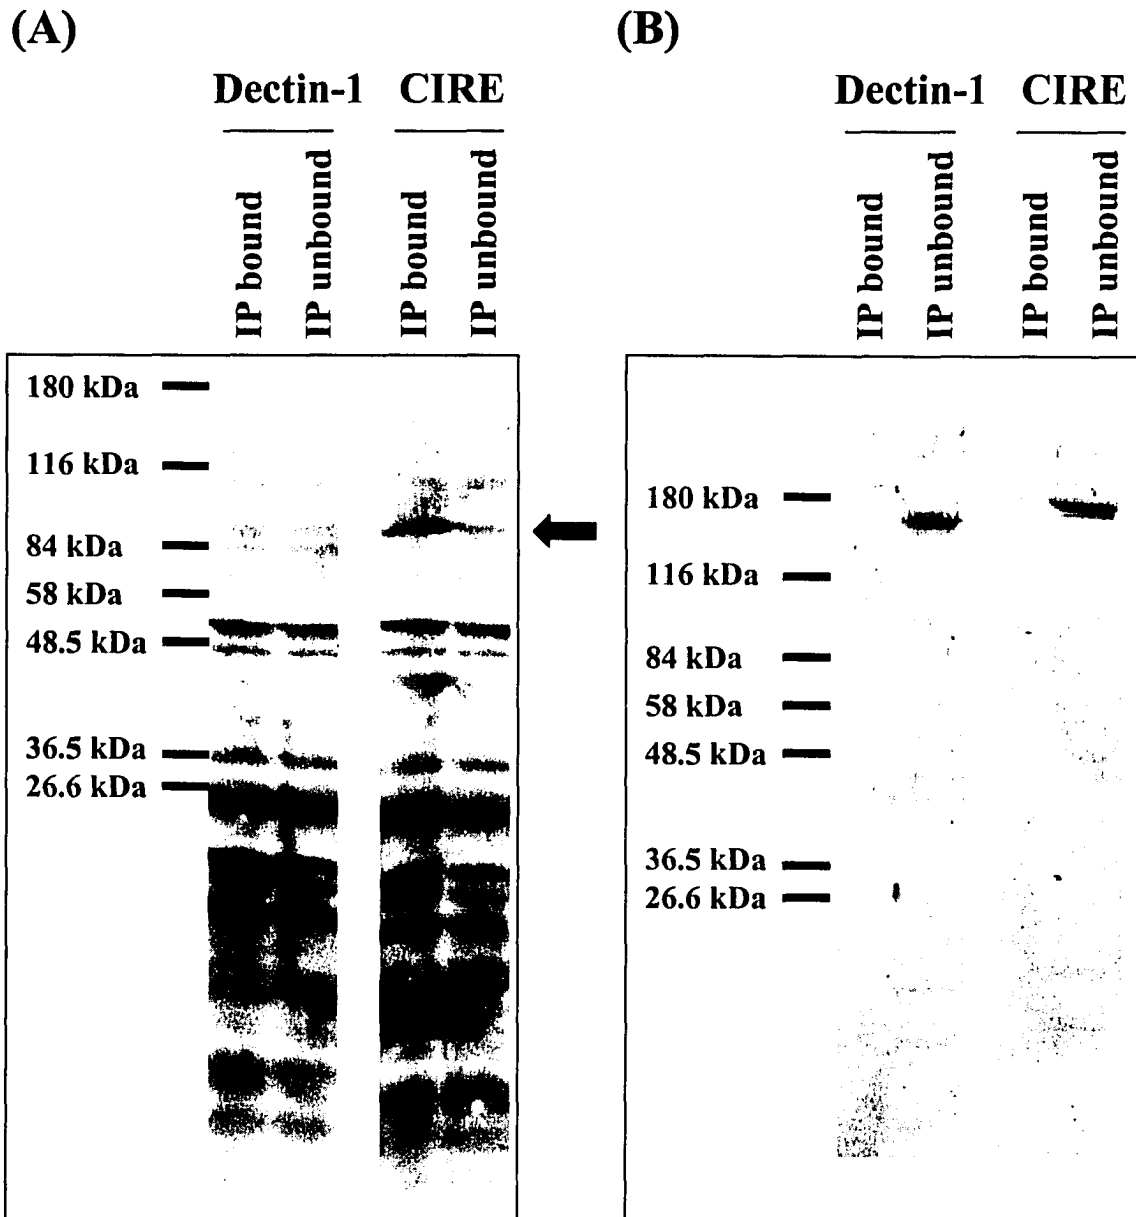 (A)
Dectin-1 CIRE
IP bound
IP unbound
IP bound
IP unbound
180 kDa
116 kDa
84 kDa
58 kDa
48.5 kDa
36.5 kDa
26.6 kDa
(B)
Dectin-1 CIRE
IP bound
IP unbound
IP bound
IP unbound
180 kDa
116 kDa
84 kDa
58 kDa
48.5 kDa
36.5 kDa
26.6 kDa